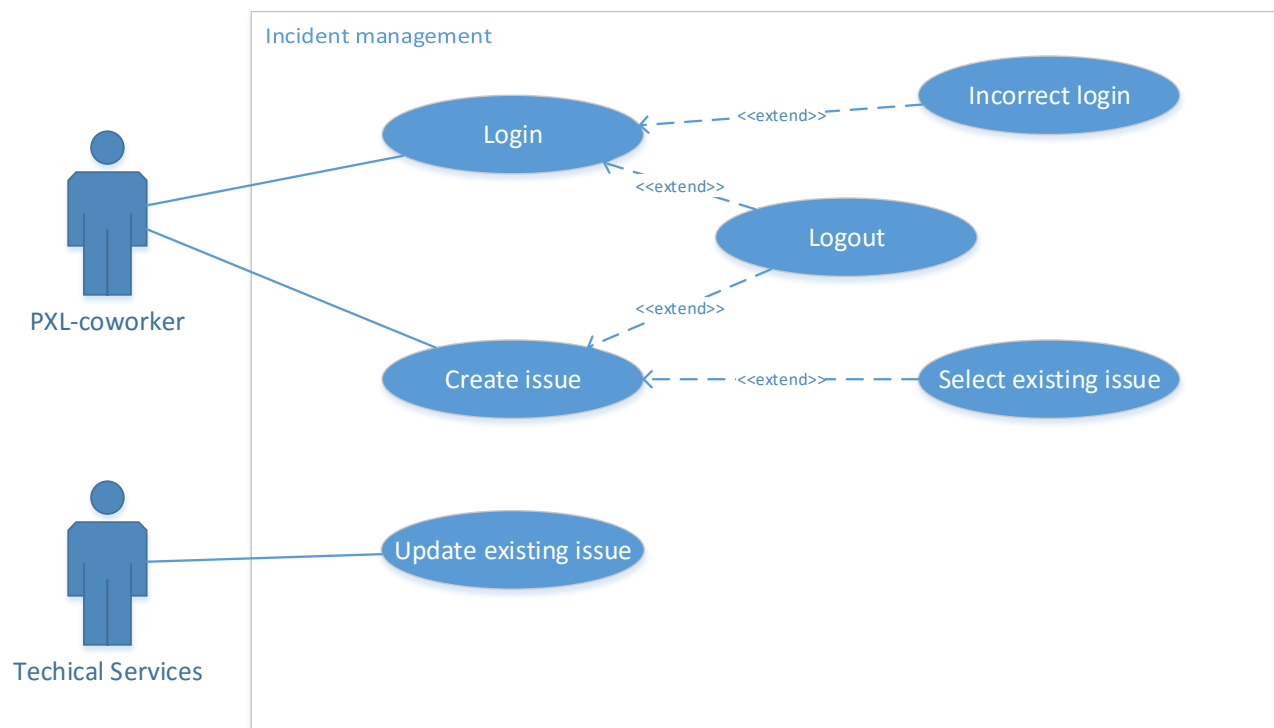 Incident management
Incorrect login
<<extend>>
Login
<<extend>>
Logout
<<extend>>
PXL-coworker
Create issue
<<extend>>
Select existing issue
Update existing issue
Techical Services